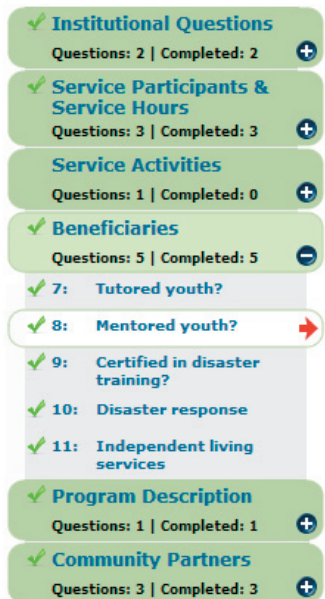 Institutional Questions
Questions: 2 | Completed: 2
Service Participants &
Service Hours
Questions: 3 | Completed: 3
Service Activities
Questions: 1 | Completed: 0
Beneficiaries
Questions: 5 | Completed: 5
7: Tutored youth?
8: Mentored youth?
9: Certified in disaster
training?
10: Disaster response
11: Independent living
services
Program Description
Questions: 1 | Completed: 1
Community Partners
Questions: 3 | Completed: 3